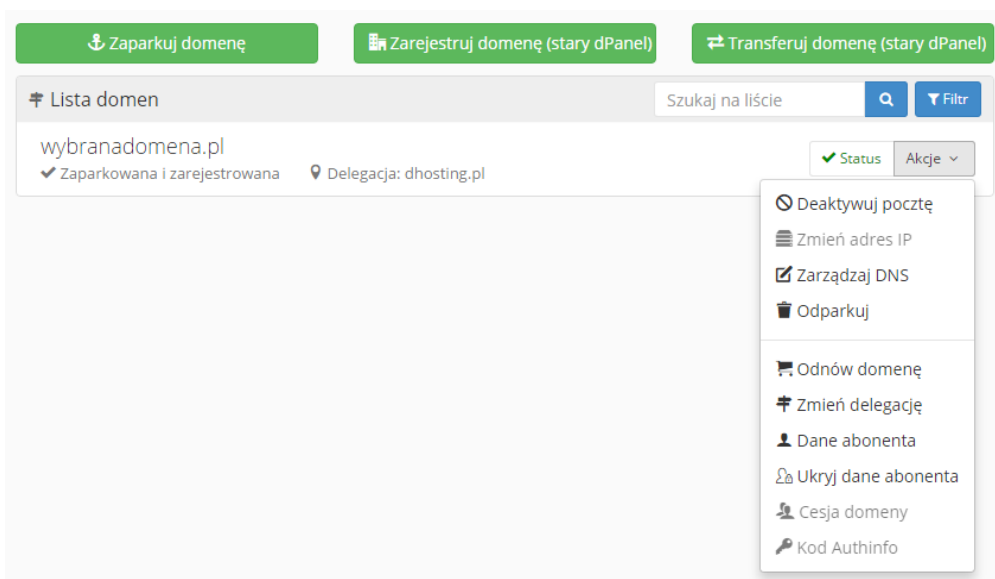 Zaparkuj domenę
Zarejestruj domenę (stary dPanel)
Transferuj domenę (stary dPanel)
Lista domen
Szukaj na liście
Filtr
wybranadomena.pl
Zaparkowana i zarejestrowana
Delegacja: dhosting.pl
Status
Akcje
Deaktywuj pocztę
Zmień adres IP
Zarządzaj DNS
Odparkuj
Odnów domenę
Zmień delegację
Dane abonenta
Ukryj dane abonenta
Cesja domeny
Kod Authinfo